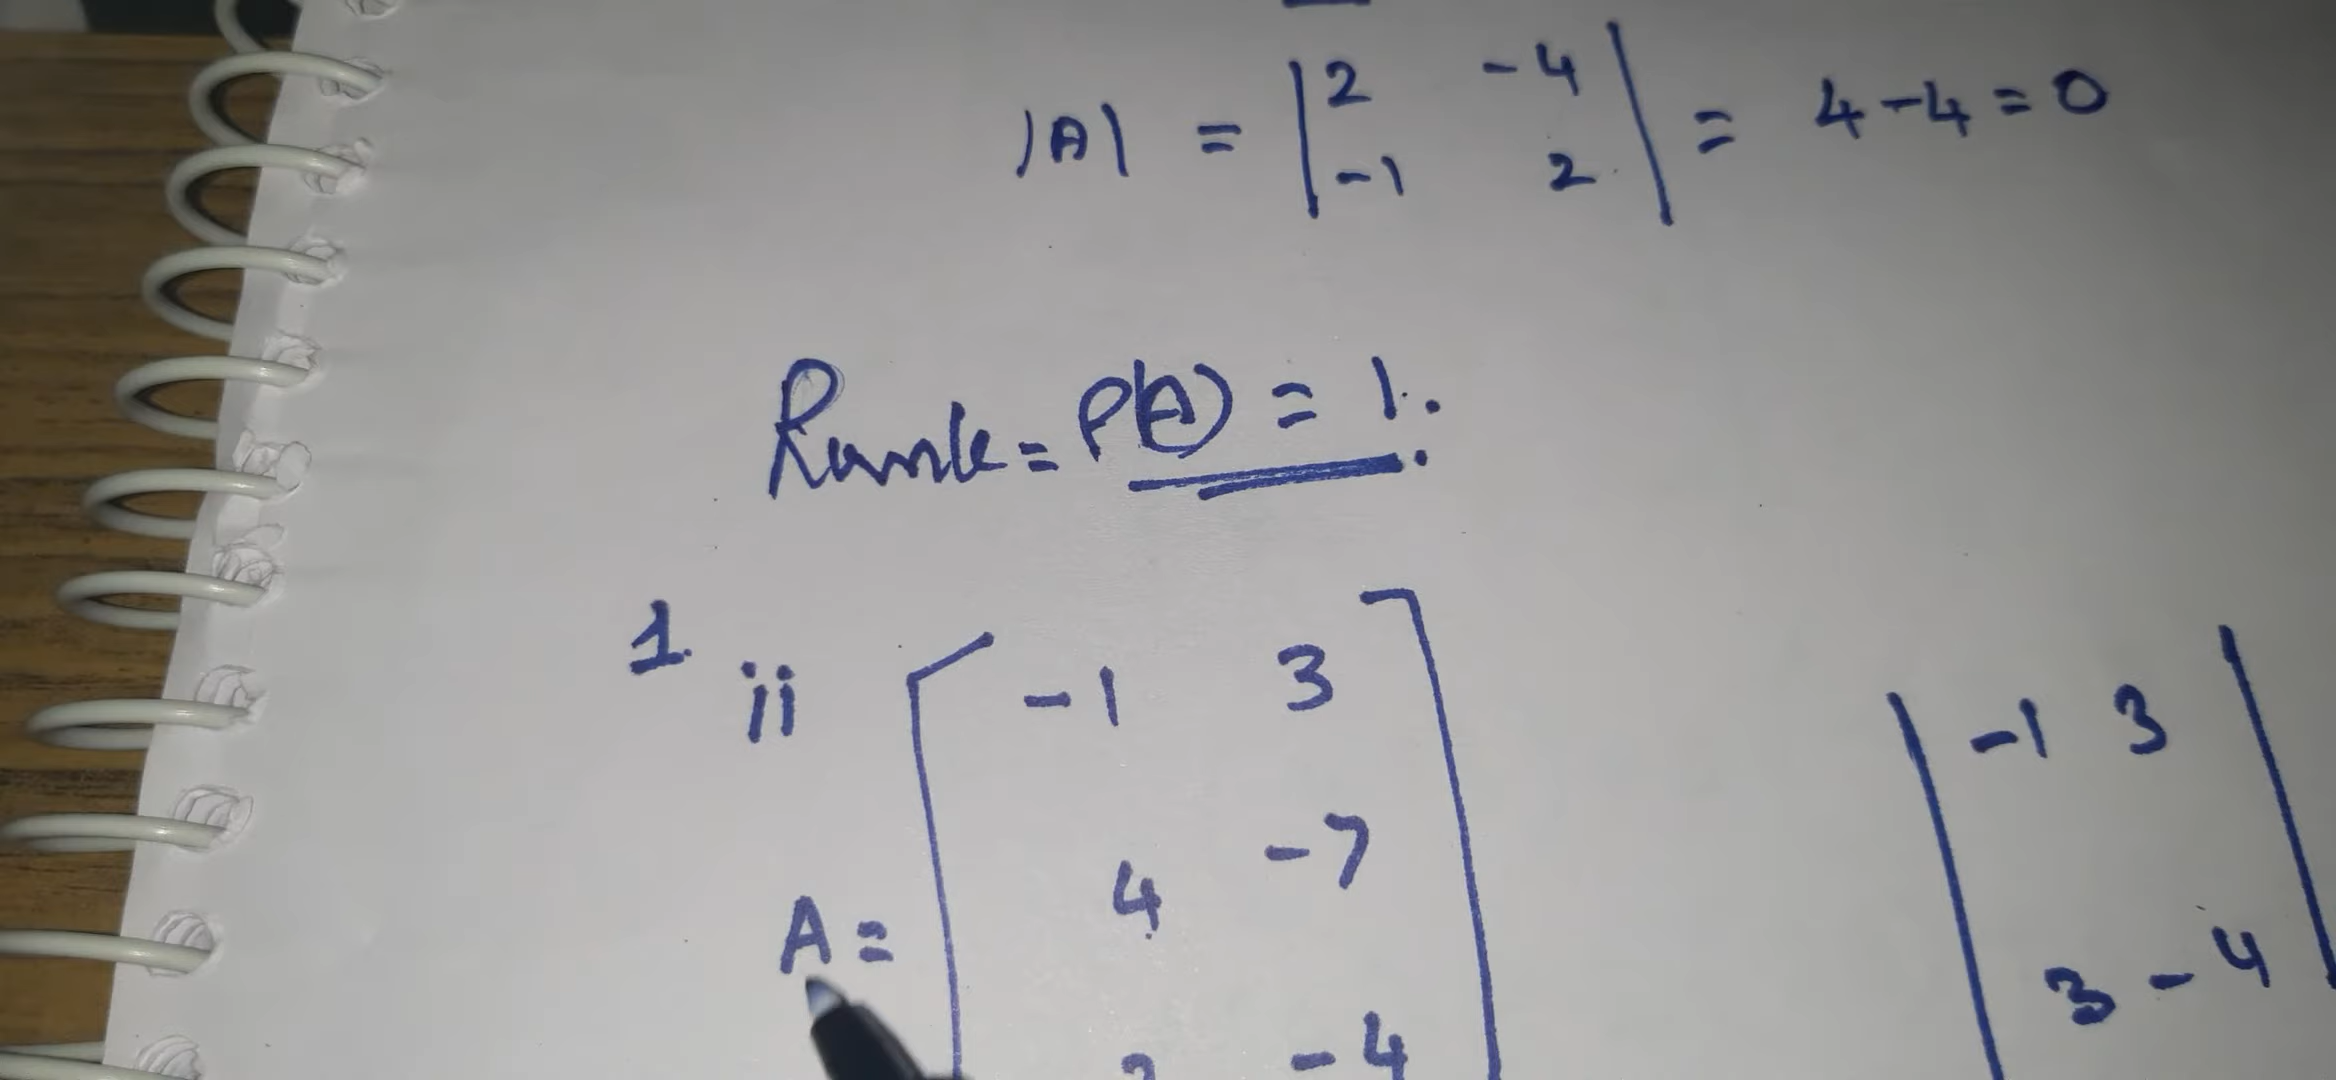 |A| = |2 -4| = 4-4=0
|-1 2|
Rank = ρ(A) = 1.
1. ii
-1 3
4 -7
A =
3 -4
|-1 3|
|3 -4|